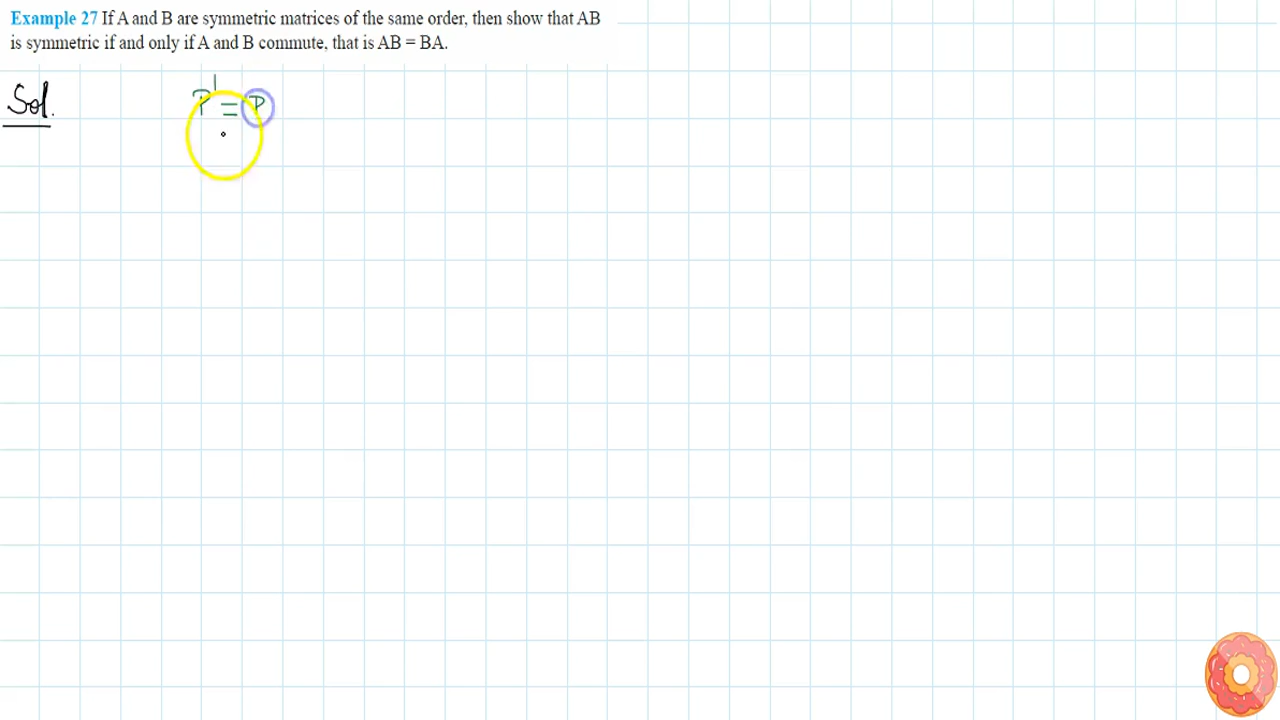 Example 27 If A and B are symmetric matrices of the same order, then show that AB
is symmetric if and only if A and B commute, that is AB = BA.
Sol.
P' = P